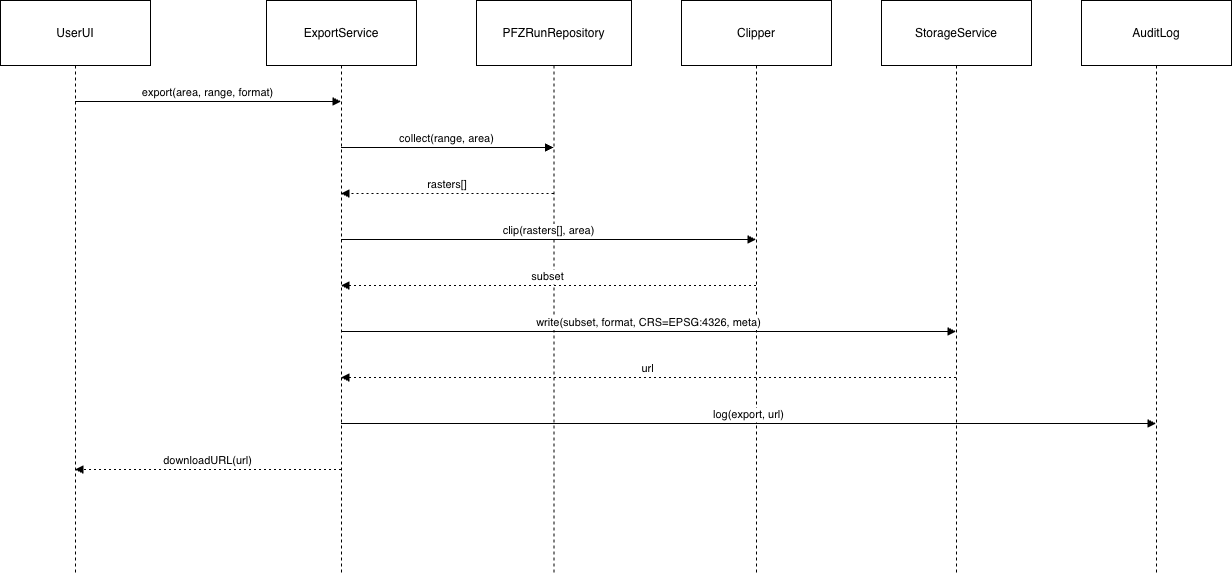 UserUI
ExportService
PFZRunRepository
Clipper
StorageService
AuditLog
export(area, range, format)
collect(range, area)
rasters[]
clip(rasters[], area)
subset
write(subset, format, CRS=EPSG:4326, meta)
url
log(export, url)
downloadURL(url)